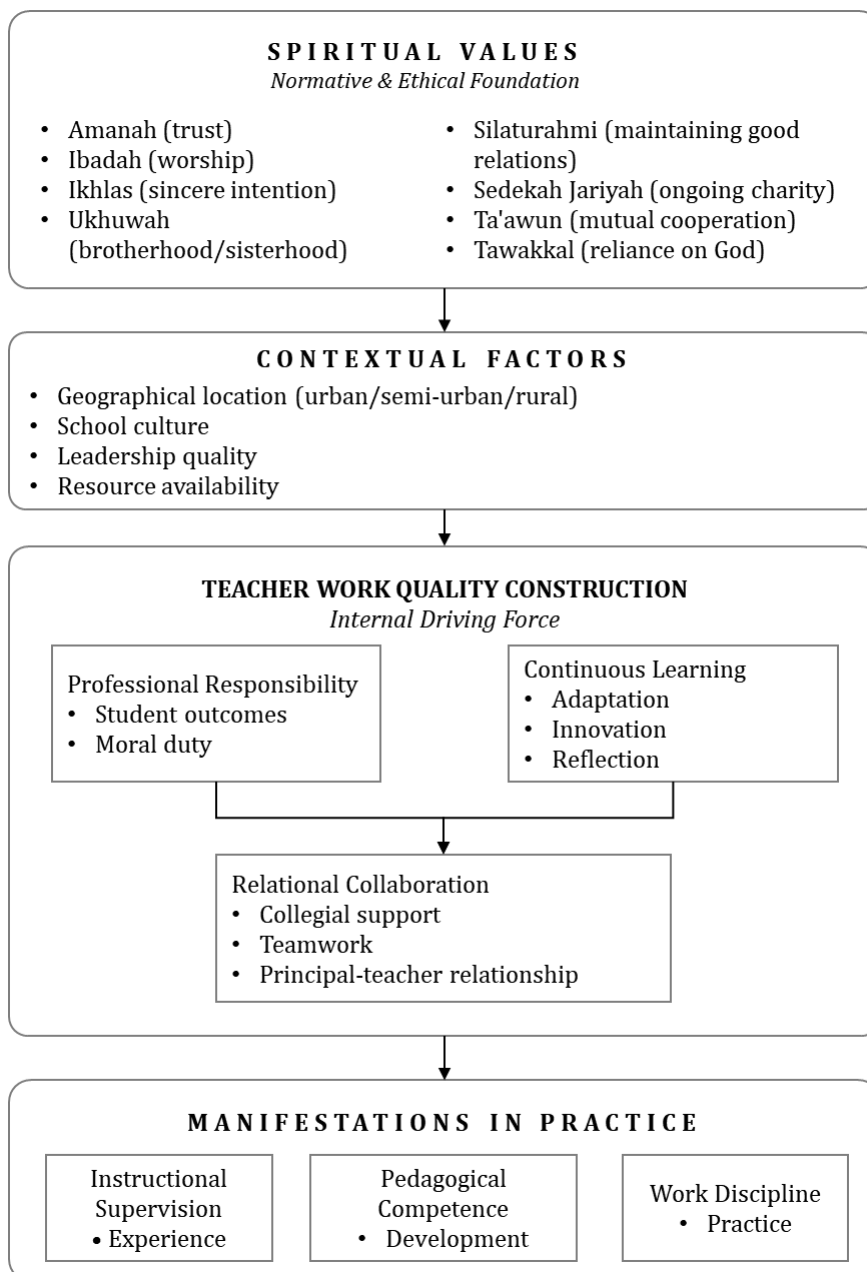 SPIRITUAL VALUES
Normative & Ethical Foundation
• Amanah (trust)
• Ibadah (worship)
• Ikhlas (sincere intention)
• Ukhuwah
(brotherhood/sisterhood)
• Silaturahmi (maintaining good
relations)
• Sedekah Jariyah (ongoing charity)
• Ta'awun (mutual cooperation)
• Tawakkal (reliance on God)
CONTEXTUAL FACTORS
• Geographical location (urban/semi-urban/rural)
• School culture
• Leadership quality
• Resource availability
TEACHER WORK QUALITY CONSTRUCTION
Internal Driving Force
Professional Responsibility
• Student outcomes
• Moral duty
Continuous Learning
• Adaptation
• Innovation
• Reflection
Relational Collaboration
• Collegial support
• Teamwork
• Principal-teacher relationship
MANIFESTATIONS IN PRACTICE
Instructional
Supervision
• Experience
Pedagogical
Competence
• Development
Work Discipline
• Practice